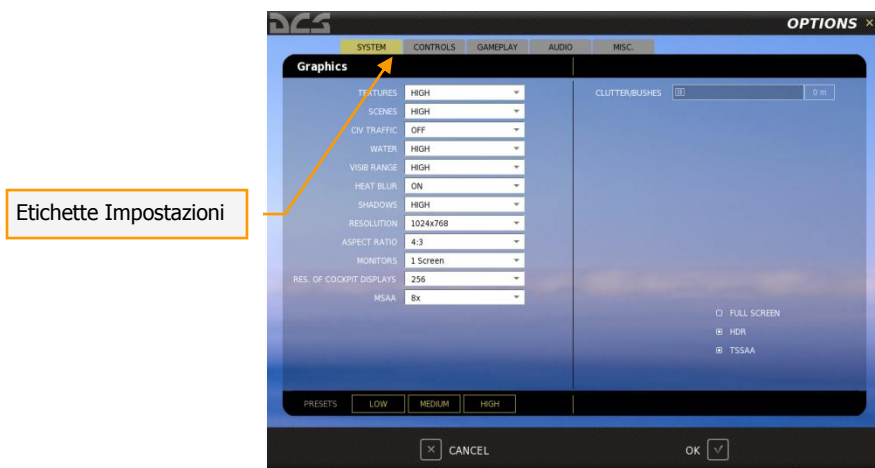 DCS
OPTIONS ×
SYSTEM CONTROLS GAMEPLAY AUDIO MISC.
Graphics
TEXTURES HIGH
CLUTTER/BUSHES 0 m
SCENES HIGH
CIV TRAFFIC OFF
WATER HIGH
VISIB RANGE HIGH
HEAT BLUR ON
Etichette Impostazioni
SHADOWS HIGH
RESOLUTION 1024x768
ASPECT RATIO 4:3
MONITORS 1 Screen
RES. OF COCKPIT DISPLAYS 256
MSAA 8x
FULL SCREEN
HDR
TSSAA
PRESETS LOW MEDIUM HIGH
CANCEL OK